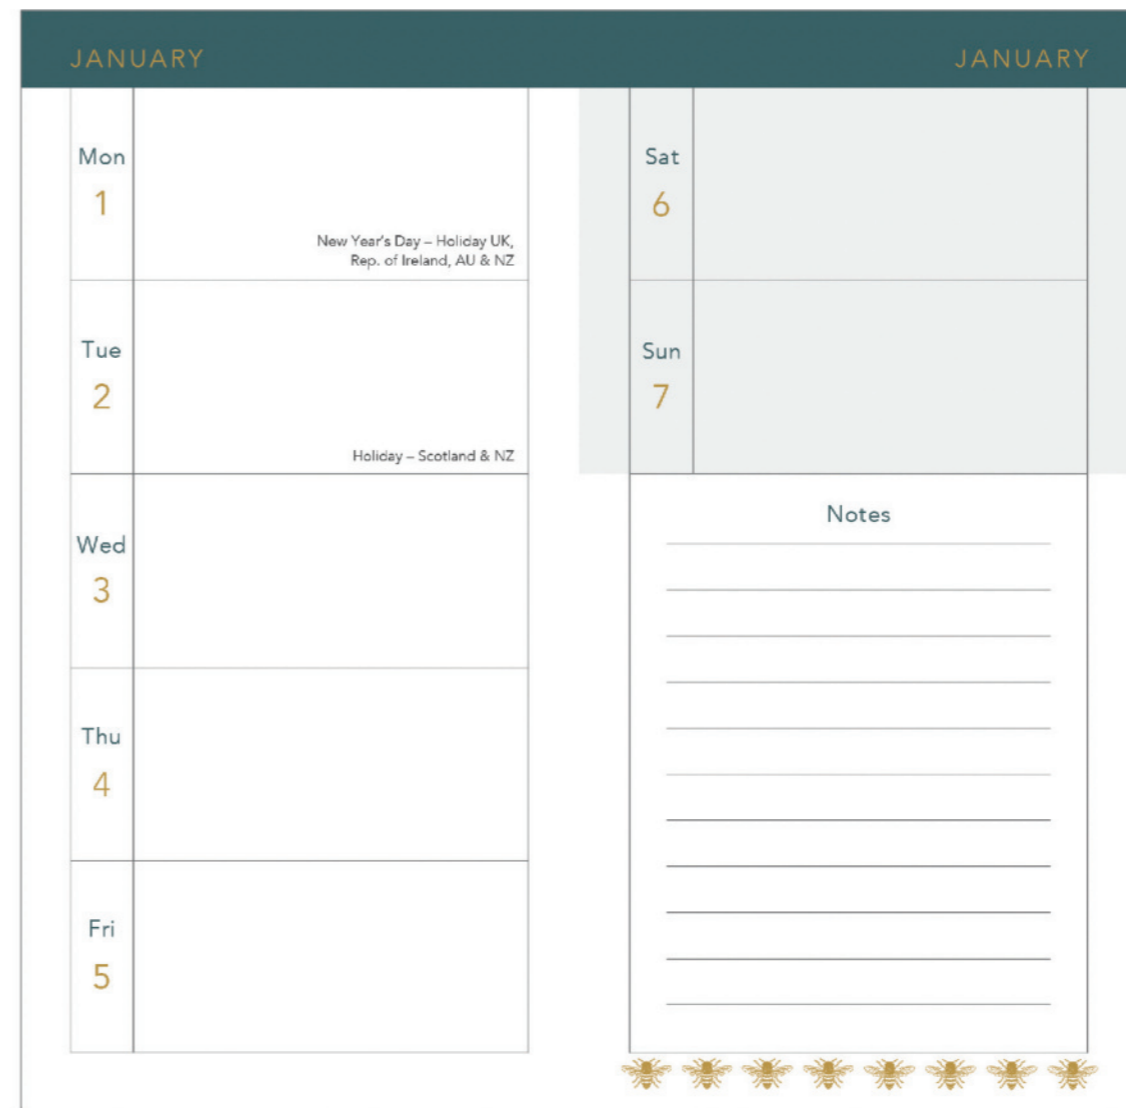 JANUARY
JANUARY
Mon
1
New Year's Day – Holiday UK,
Rep. of Ireland, AU & NZ
Tue
2
Holiday – Scotland & NZ
Wed
3
Thu
4
Fri
5
Sat
6
Sun
7
Notes